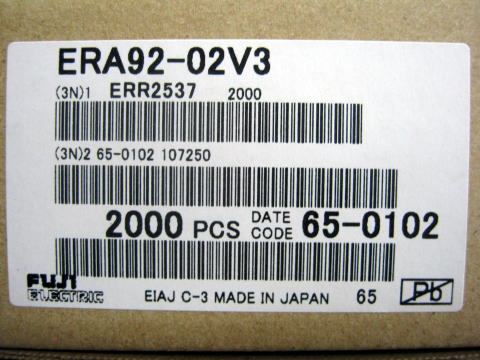 ERA92-02V3
(3N)1 ERR2537 2000
(3N)2 65-0102 107250
2000 PCS DATE CODE 65-0102
FUJI ELECTRIC
EIAJ C-3 MADE IN JAPAN 65 Pb